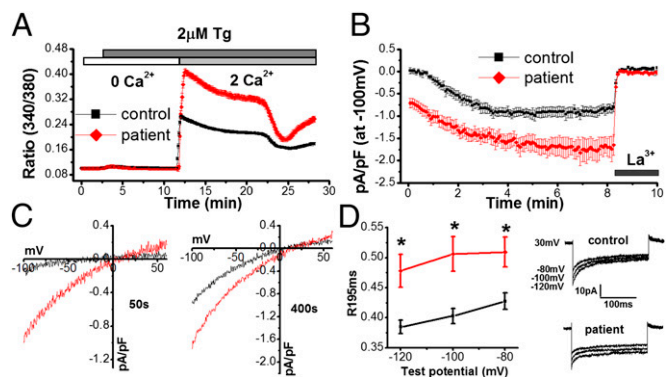 A
2μM Tg
0 Ca2+
2 Ca2+
control
patient
Ratio (340/380)
0.48
0.40
0.32
0.24
0.16
0.08
0 5 10 15 20 25 30
Time (min)
B
control
patient
pA/pF (at -100mV)
0.5
0.0
-0.5
-1.0
-1.5
-2.0
-2.5
La3+
0 2 4 6 8 10
Time (min)
C
mV
-100 -50 0 50
0.4
0.0
-0.4
-0.8
-1.2
50s
pA/pF
mV
-100 -50 0 50
0.4
0.0
-0.4
-0.8
-1.2
-1.6
-2.0
400s
pA/pF
D
R195ms
0.55
0.50
0.45
0.40
0.35
* * *
-120 -100 -80
Test potential (mV)
30mV
control
-80mV
-100mV
-120mV
10pA
100ms
patient